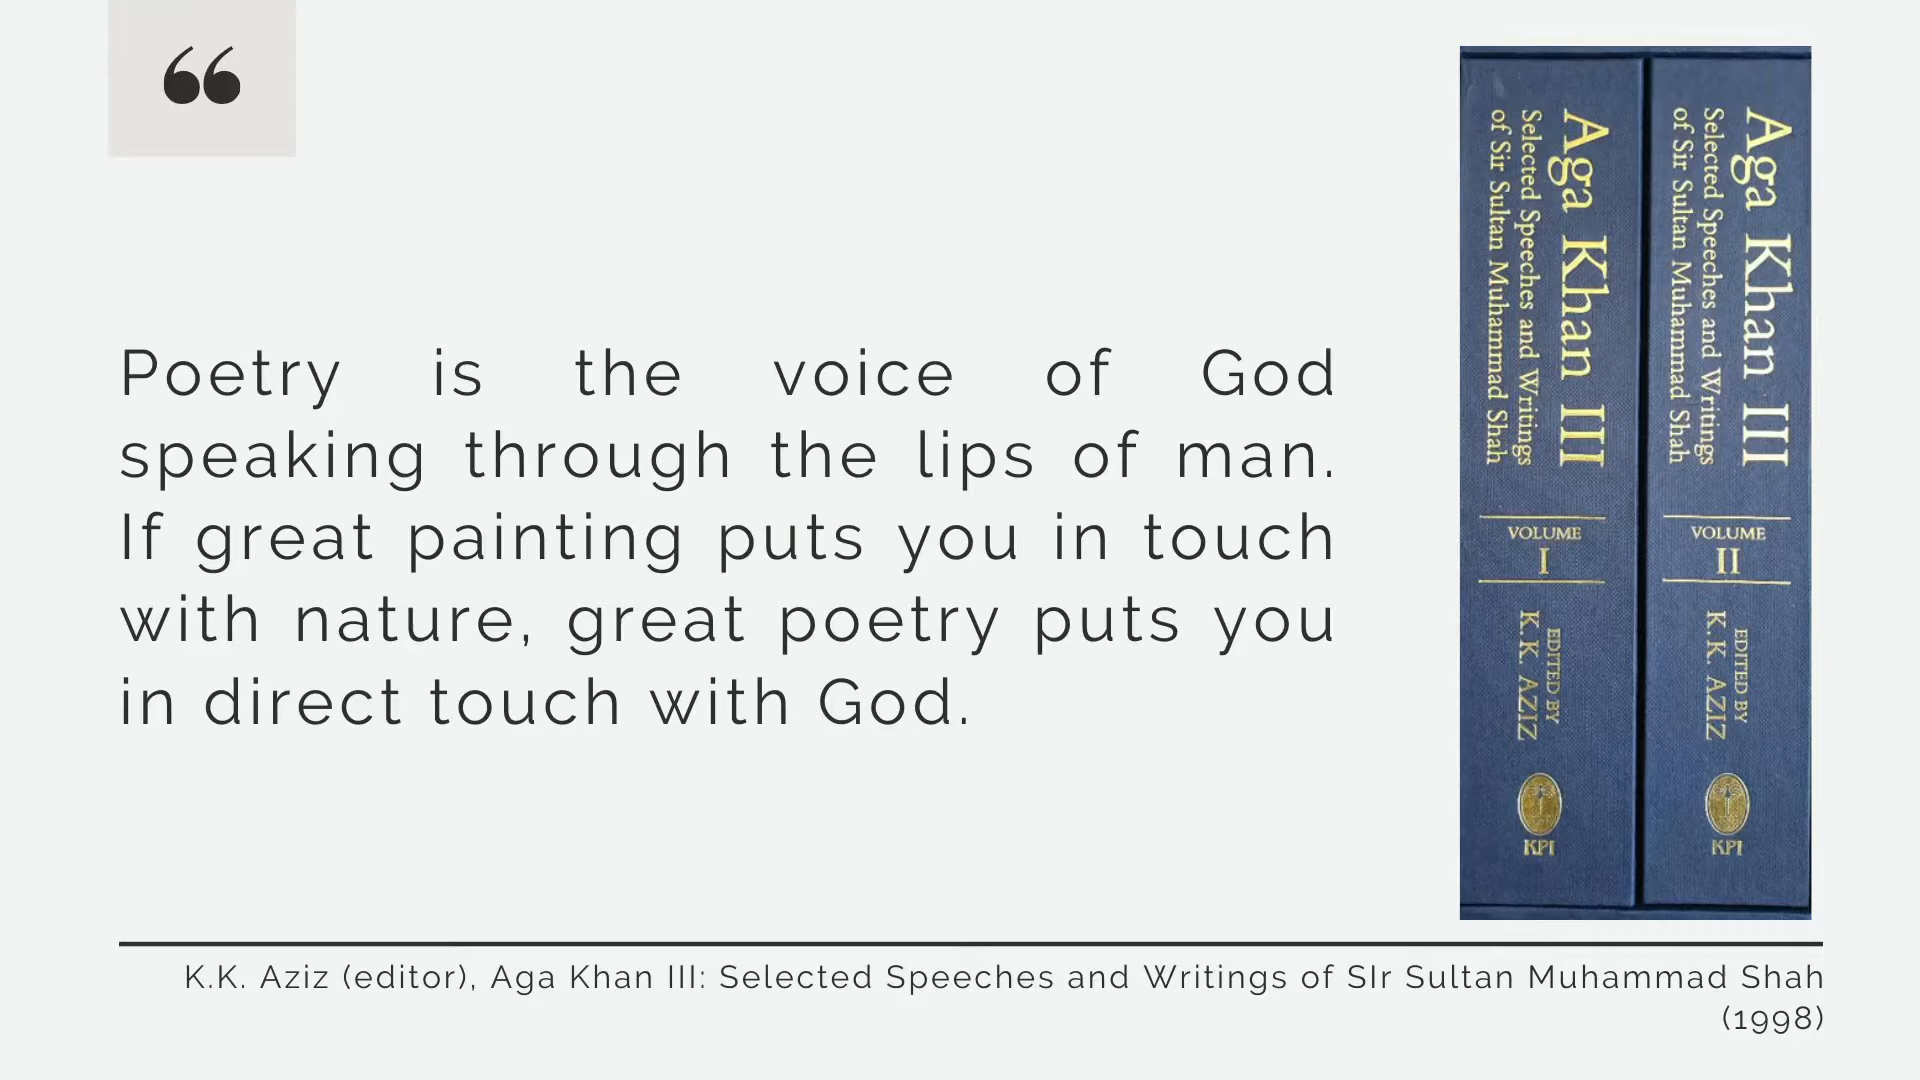 “
Poetry is the voice of God
speaking through the lips of man.
If great painting puts you in touch
with nature, great poetry puts you
in direct touch with God.
Aga Khan III
Selected Speeches and Writings
of Sir Sultan Muhammad Shah
VOLUME
I
EDITED BY
K. K. AZIZ
KPI
Aga Khan III
Selected Speeches and Writings
of Sir Sultan Muhammad Shah
VOLUME
II
EDITED BY
K. K. AZIZ
KPI
K.K. Aziz (editor), Aga Khan III: Selected Speeches and Writings of SIr Sultan Muhammad Shah
(1998)